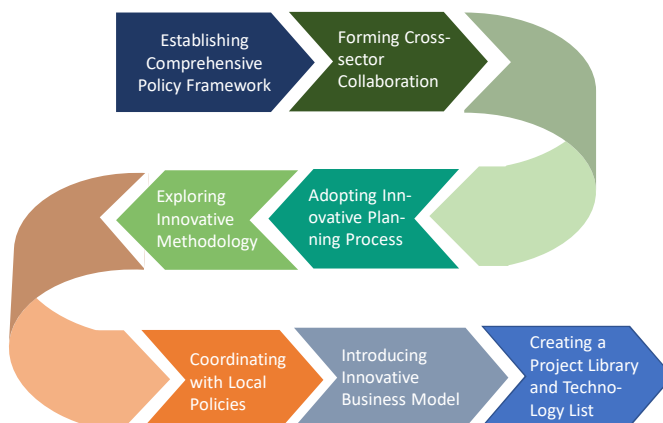 Establishing
Comprehensive
Policy Framework
Forming Cross-
sector
Collaboration
Adopting Inn-
ovative Plan-
ning Process
Exploring
Innovative
Methodology
Coordinating
with Local
Policies
Introducing
Innovative
Business Model
Creating a
Project Library
and Techno-
Logy List